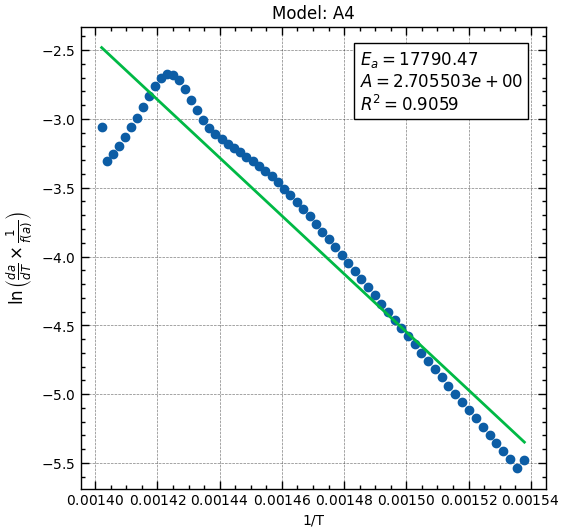 Model: A4
E_a = 17790.47
A = 2.705503e + 00
R^2 = 0.9059
ln(da/dT × 1/f(a))
−2.5
−3.0
−3.5
−4.0
−4.5
−5.0
−5.5
0.00140 0.00142 0.00144 0.00146 0.00148 0.00150 0.00152 0.00154
1/T